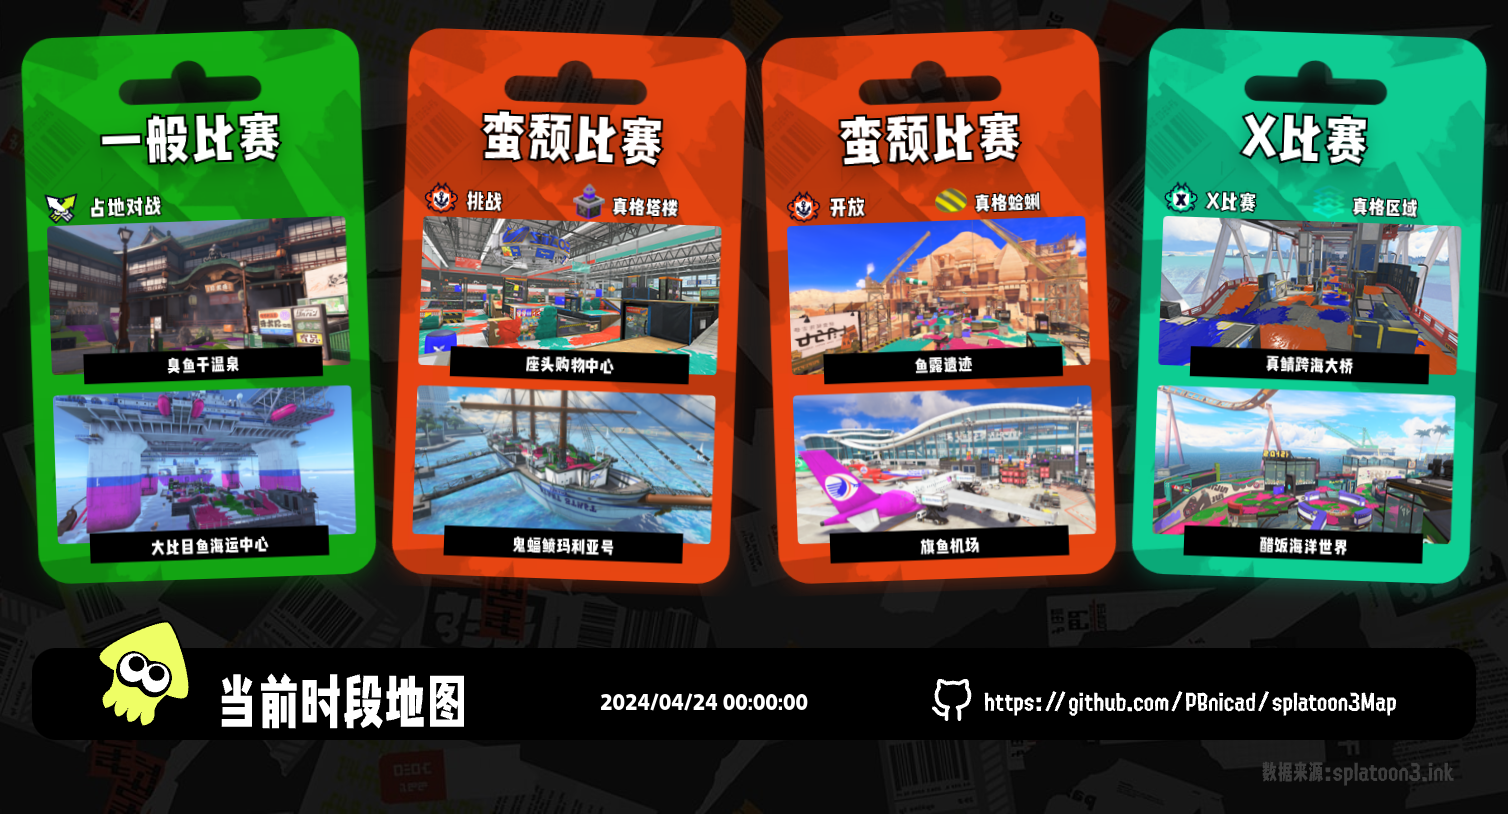 一般比赛
占地对战
臭鱼干温泉
大比目鱼海运中心
蛮颓比赛
挑战
真格塔楼
座头购物中心
鬼蝠鲼玛利亚号
蛮颓比赛
开放
真格蛤蜊
鱼露遗迹
旗鱼机场
X比赛
X比赛
真格区域
真鲭跨海大桥
醋饭海洋世界
当前时段地图
2024/04/24 00:00:00
https://github.com/PBnicad/splatoon3Map
数据来源:splatoon3.ink